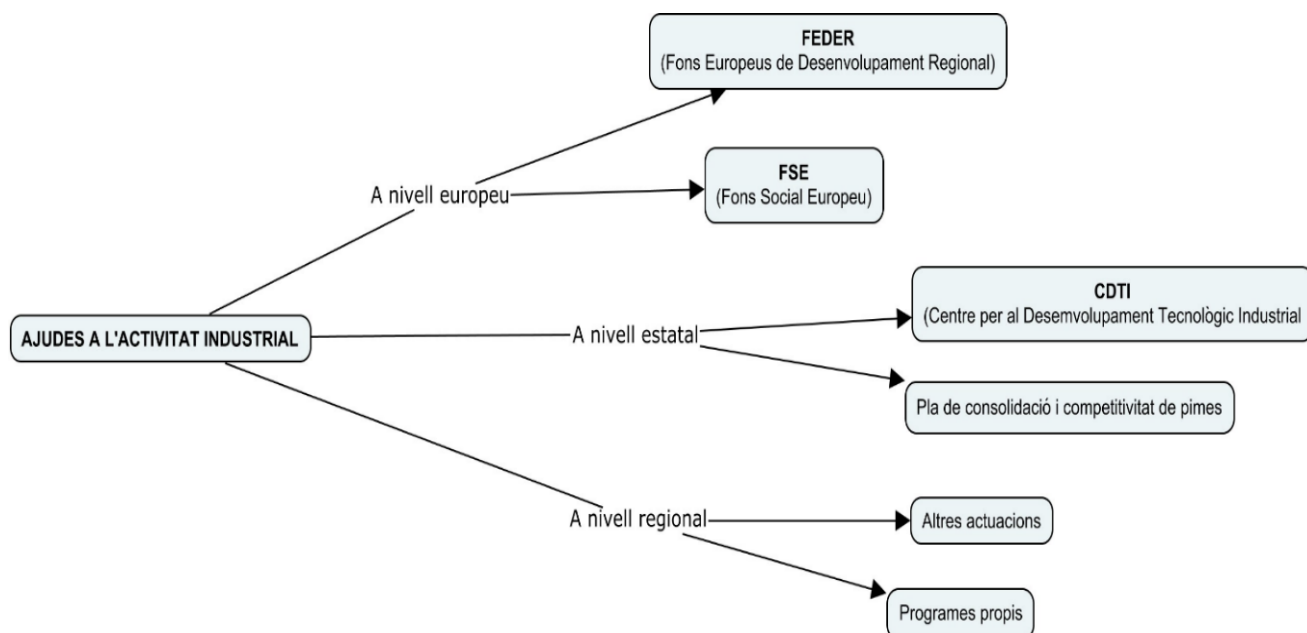 FEDER
(Fons Europeus de Desenvolupament Regional)
A nivell europeu
FSE
(Fons Social Europeu)
AJUDES A L'ACTIVITAT INDUSTRIAL
A nivell estatal
CDTI
(Centre per al Desemvolupament Tecnològic Industrial
Pla de consolidació i competitivitat de pimes
A nivell regional
Altres actuacions
Programes propis